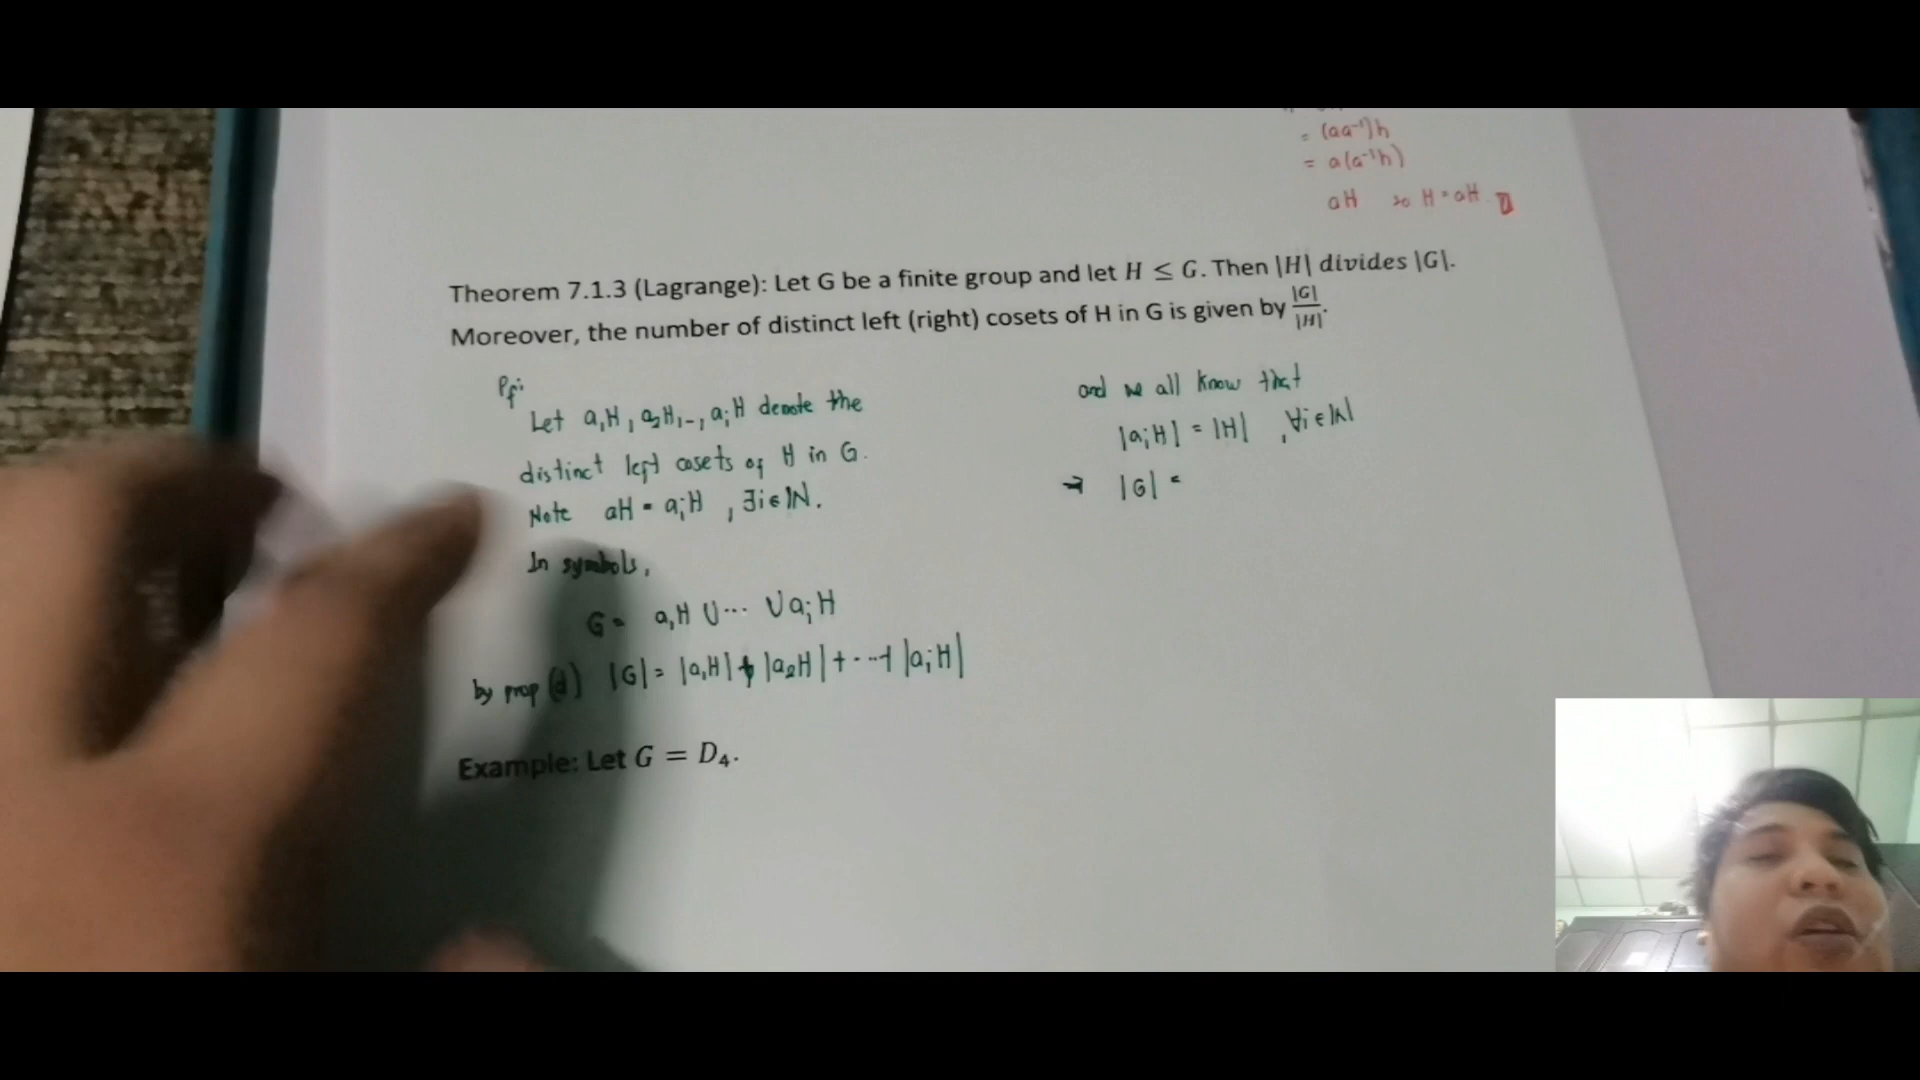 = (aa⁻¹)h
= a(a⁻¹h)
aH so H = aH
Theorem 7.1.3 (Lagrange): Let G be a finite group and let H ≤ G. Then |H| divides |G|.
Moreover, the number of distinct left (right) cosets of H in G is given by |G|/|H|.
Pf:
Let a₁H, a₂H, -, aᵢH denote the
distinct left cosets of H in G.
Note aH = aᵢH, ∃i∈ℕ.
In symbols,
G = a₁H ∪ ··· ∪ aᵢH
by prop (d) |G| = |a₁H| + |a₂H| + ··· + |aᵢH|
and we all know that
|aᵢH| = |H| , ∀i∈ℕ
→ |G| =
Example: Let G = D₄.